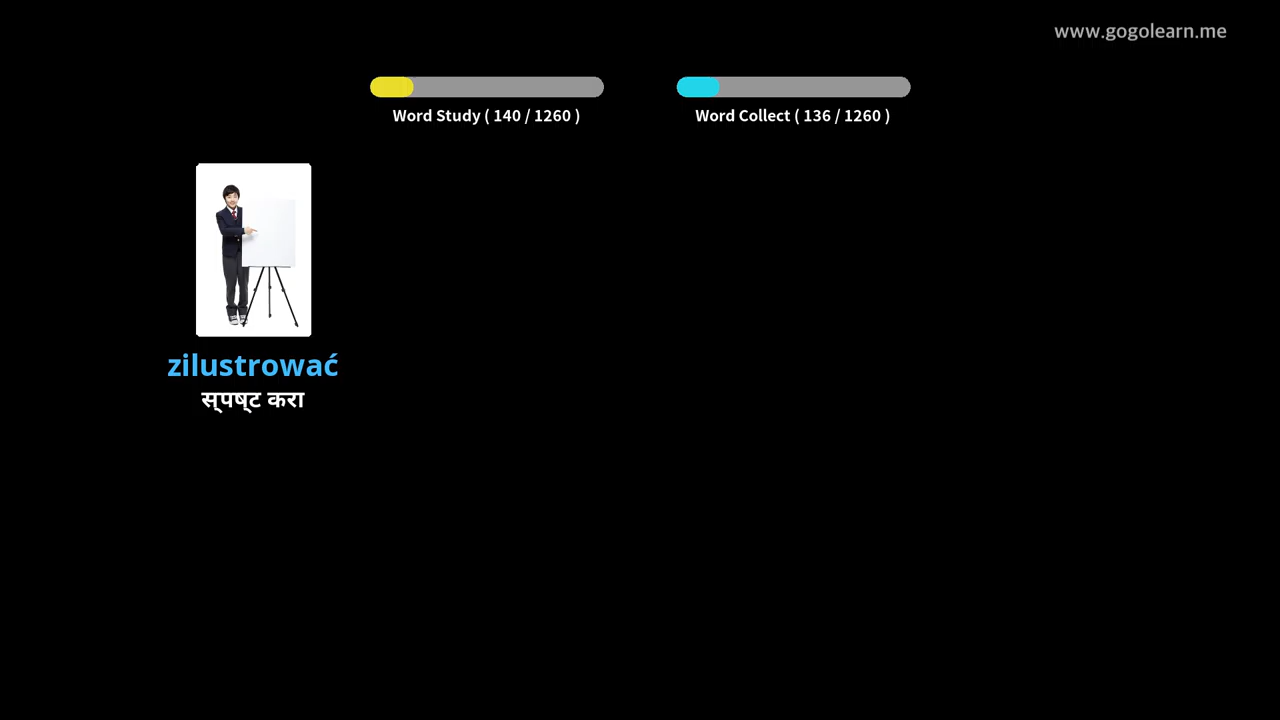 www.gogolearn.me
Word Study ( 140 / 1260 )
Word Collect ( 136 / 1260 )
zilustrować
स्पष्ट करा